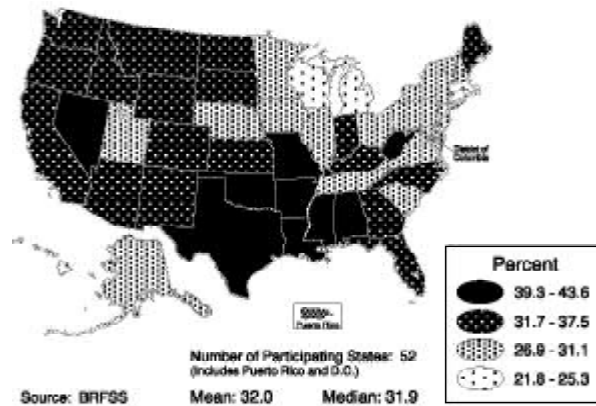 District of
Columbia
Puerto Rico
Percent
39.3 - 43.6
31.7 - 37.5
26.9 - 31.1
21.8 - 25.3
Number of Participating States: 52
(Includes Puerto Rico and D.C.)
Source: BRFSS
Mean: 32.0
Median: 31.9